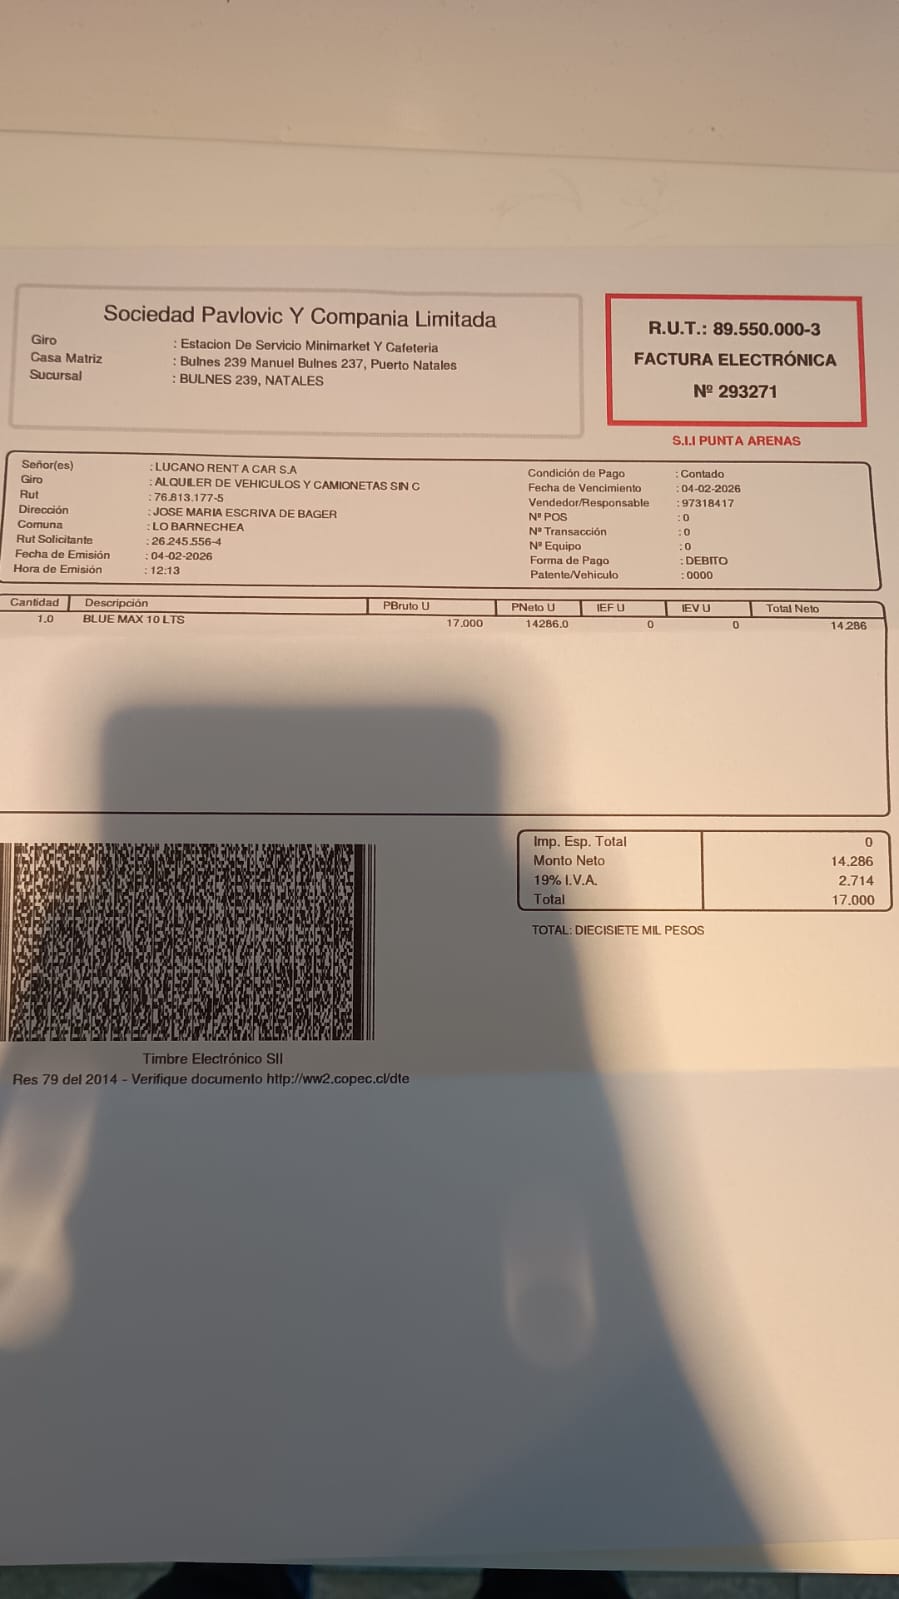 Sociedad Pavlovic Y Compania Limitada
Giro : Estacion De Servicio Minimarket Y Cafeteria
Casa Matriz : Bulnes 239 Manuel Bulnes 237, Puerto Natales
Sucursal : BULNES 239, NATALES
R.U.T.: 89.550.000-3
FACTURA ELECTRÓNICA
Nº 293271
S.I.I PUNTA ARENAS
Señor(es) : LUCANO RENT A CAR S.A
Giro : ALQUILER DE VEHICULOS Y CAMIONETAS SIN C
Rut : 76.813.177-5
Dirección : JOSE MARIA ESCRIVA DE BAGER
Comuna : LO BARNECHEA
Rut Solicitante : 26.245.556-4
Fecha de Emisión : 04-02-2026
Hora de Emisión : 12:13
Condición de Pago : Contado
Fecha de Vencimiento : 04-02-2026
Vendedor/Responsable : 97318417
Nº POS : 0
Nº Transacción : 0
Nº Equipo : 0
Forma de Pago : DEBITO
Patente/Vehiculo : 0000
Cantidad Descripción PBruto U PNeto U IEF U IEV U Total Neto
1.0 BLUE MAX 10 LTS 17.000 14286.0 0 0 14.286
Imp. Esp. Total 0
Monto Neto 14.286
19% I.V.A. 2.714
Total 17.000
TOTAL: DIECISIETE MIL PESOS
Timbre Electrónico SII
Res 79 del 2014 - Verifique documento http://ww2.copec.cl/dte